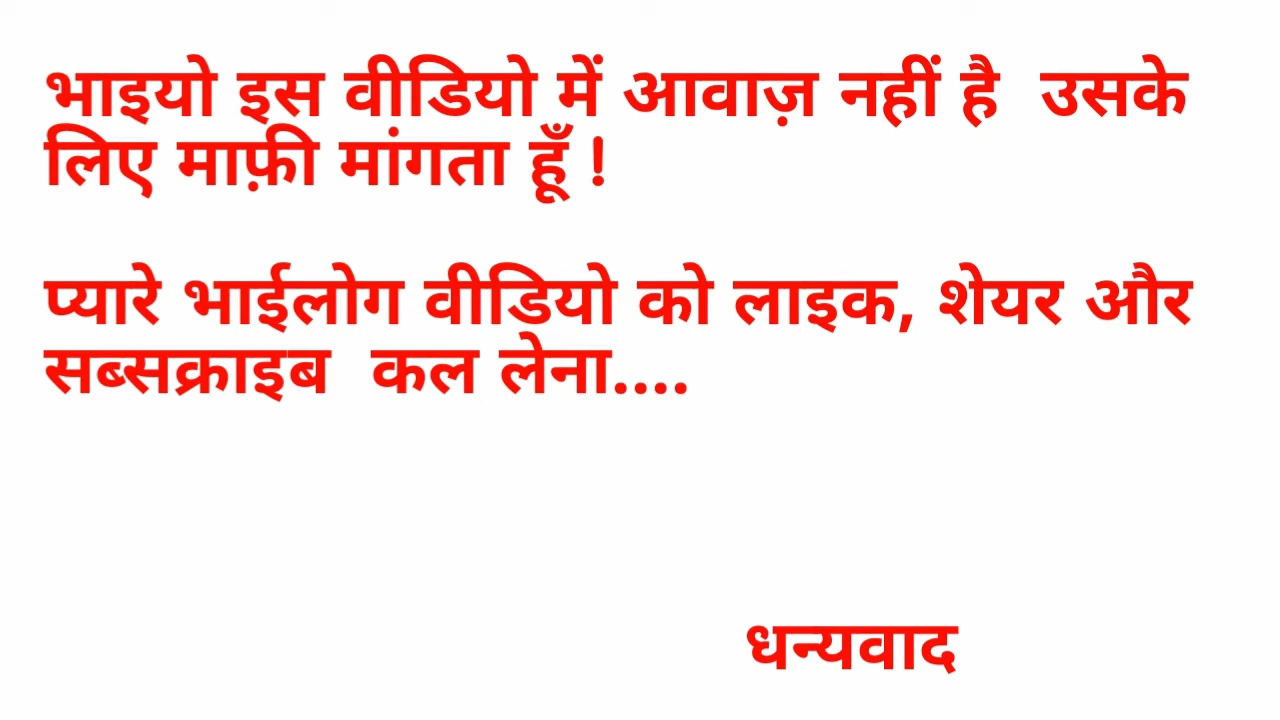 भाइयो इस वीडियो में आवाज़ नहीं है उसके
लिए माफ़ी मांगता हूँ !
प्यारे भाईलोग वीडियो को लाइक, शेयर और
सब्सक्राइब कल लेना....
धन्यवाद